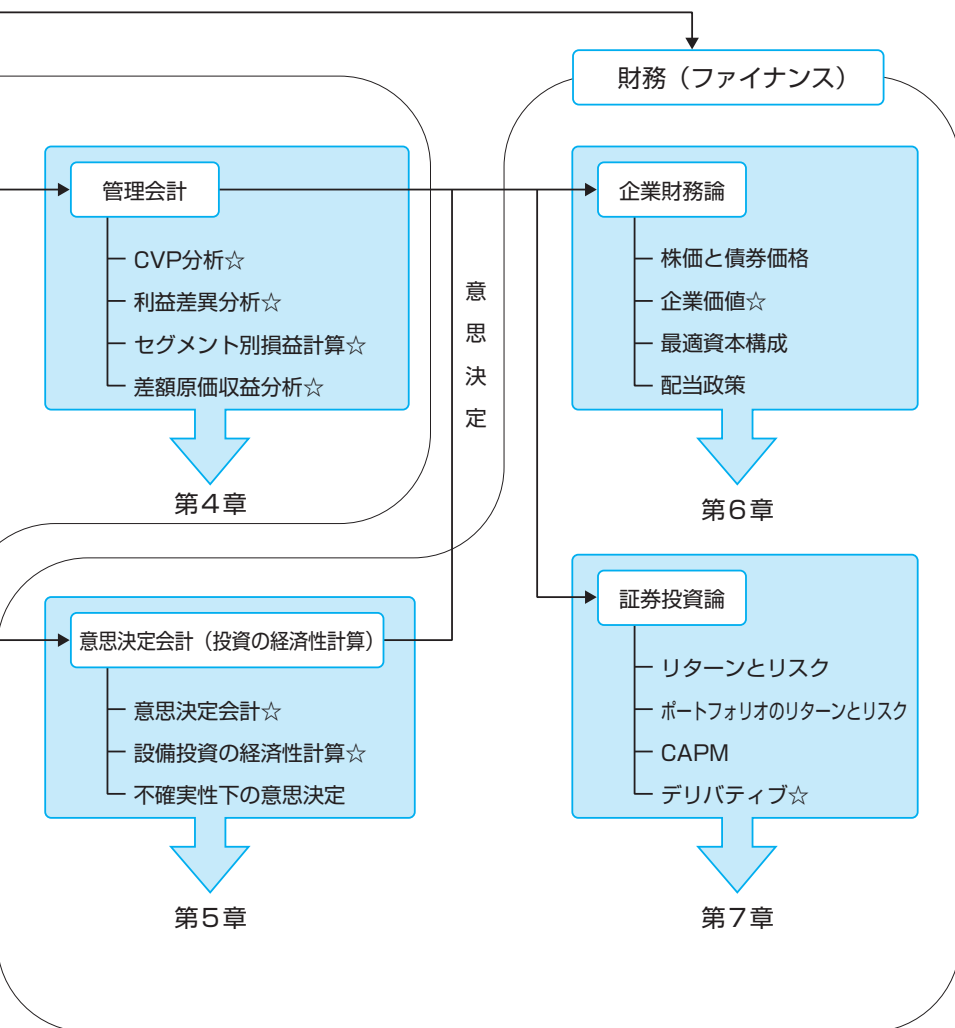 財務（ファイナンス）
管理会計
CVP分析☆
利益差異分析☆
セグメント別損益計算☆
差額原価収益分析☆
第4章
意思決定
企業財務論
株価と債券価格
企業価値☆
最適資本構成
配当政策
第6章
意思決定会計（投資の経済性計算）
意思決定会計☆
設備投資の経済性計算☆
不確実性下の意思決定
第5章
証券投資論
リターンとリスク
ポートフォリオのリターンとリスク
CAPM
デリバティブ☆
第7章